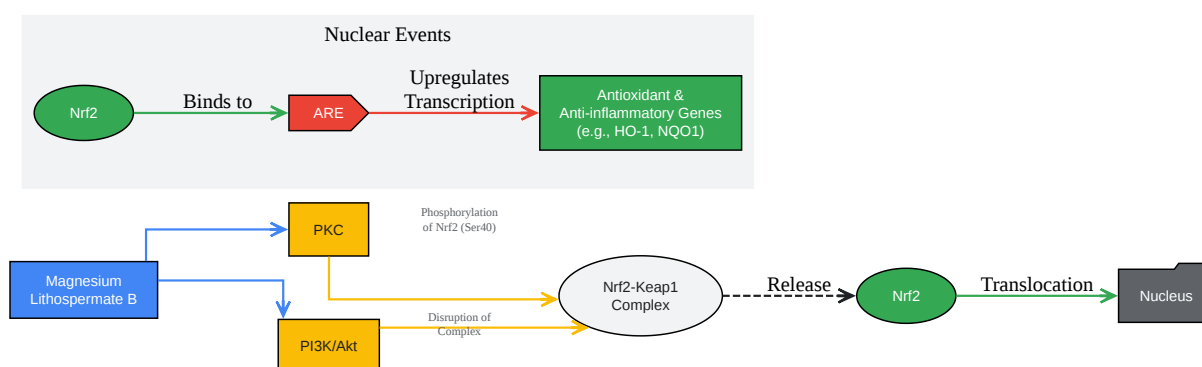 Nuclear Events
Nrf2
Binds to
ARE
Upregulates
Transcription
Antioxidant &
Anti-inflammatory Genes
(e.g., HO-1, NQO1)
Magnesium
Lithospermate B
PKC
Phosphorylation
of Nrf2 (Ser40)
PI3K/Akt
Disruption of
Complex
Nrf2-Keap1
Complex
Release
Nrf2
Translocation
Nucleus